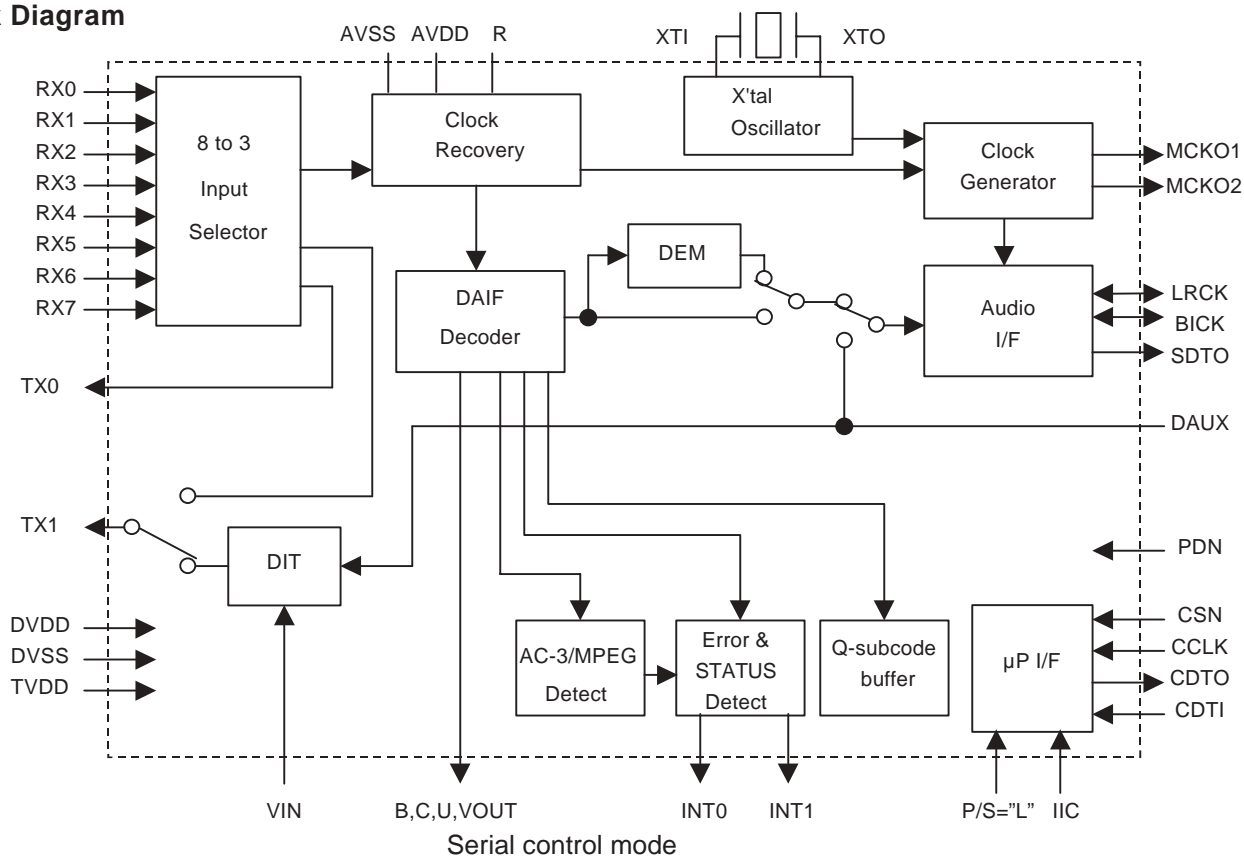 Diagram
AVSS AVDD R
XTI
XTO
RX0
RX1
RX2
RX3
RX4
RX5
RX6
RX7
8 to 3
Input
Selector
Clock
Recovery
X'tal
Oscillator
Clock
Generator
MCKO1
MCKO2
DEM
DAIF
Decoder
Audio
I/F
LRCK
BICK
SDTO
TX0
DAUX
TX1
DIT
PDN
DVDD
DVSS
TVDD
AC-3/MPEG
Detect
Error &
STATUS
Detect
Q-subcode
buffer
µP I/F
CSN
CCLK
CDTO
CDTI
VIN
B,C,U,VOUT
INT0
INT1
P/S="L"
IIC
Serial control mode